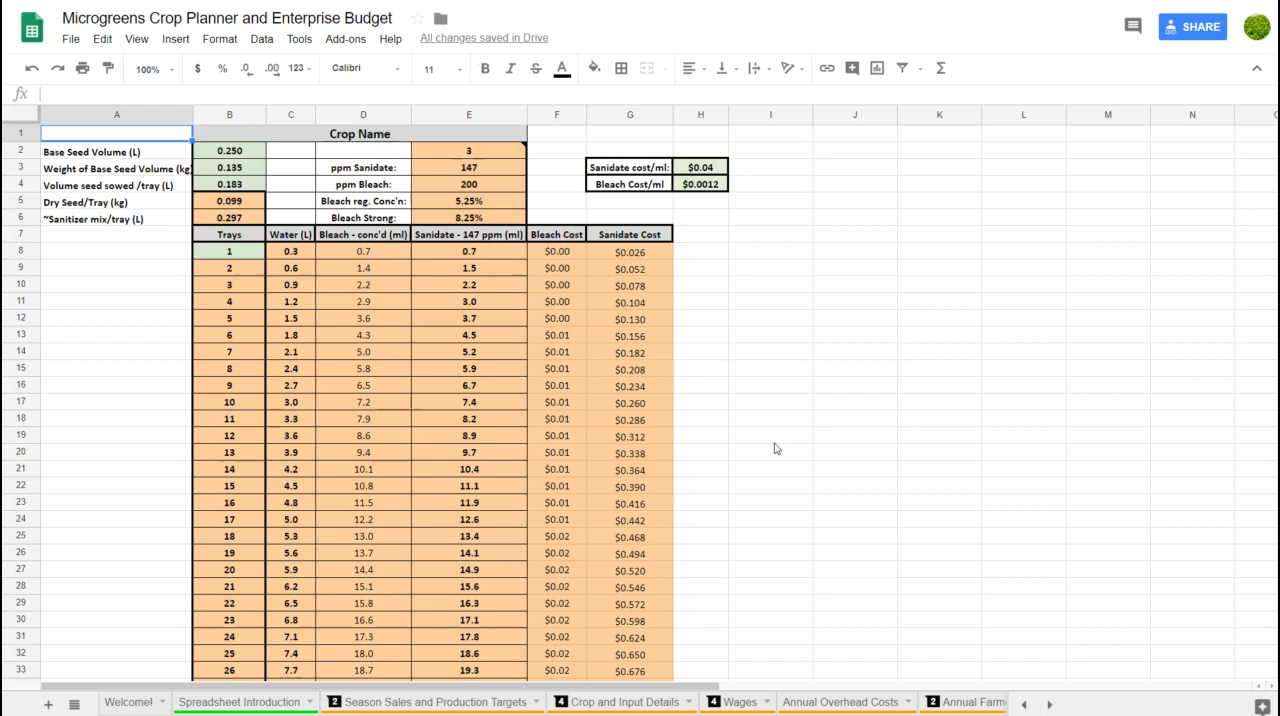 Microgreens Crop Planner and Enterprise Budget
File Edit View Insert Format Data Tools Add-ons Help All changes saved in Drive
SHARE
100% $ % .0 .00 123 Calibri 11 B I S A Σ
fx
A B C D E F G H I J K L M N
1 Crop Name
2 Base Seed Volume (L) 0.250 3
3 Weight of Base Seed Volume (kg) 0.135 ppm Sanidate: 147 Sanidate cost/ml: $0.04
4 Volume seed sowed /tray (L) 0.183 ppm Bleach: 200 Bleach Cost/ml $0.0012
5 Dry Seed/Tray (kg) 0.099 Bleach reg. Conc'n: 5.25%
6 ~Sanitizer mix/tray (L) 0.297 Bleach Strong: 8.25%
7 Trays Water (L) Bleach - conc'd (ml) Sanidate - 147 ppm (ml) Bleach Cost Sanidate Cost
8 1 0.3 0.7 0.7 $0.00 $0.026
9 2 0.6 1.4 1.5 $0.00 $0.052
10 3 0.9 2.2 2.2 $0.00 $0.078
11 4 1.2 2.9 3.0 $0.00 $0.104
12 5 1.5 3.6 3.7 $0.00 $0.130
13 6 1.8 4.3 4.5 $0.01 $0.156
14 7 2.1 5.0 5.2 $0.01 $0.182
15 8 2.4 5.8 5.9 $0.01 $0.208
16 9 2.7 6.5 6.7 $0.01 $0.234
17 10 3.0 7.2 7.4 $0.01 $0.260
18 11 3.3 7.9 8.2 $0.01 $0.286
19 12 3.6 8.6 8.9 $0.01 $0.312
20 13 3.9 9.4 9.7 $0.01 $0.338
21 14 4.2 10.1 10.4 $0.01 $0.364
22 15 4.5 10.8 11.1 $0.01 $0.390
23 16 4.8 11.5 11.9 $0.01 $0.416
24 17 5.0 12.2 12.6 $0.01 $0.442
25 18 5.3 13.0 13.4 $0.02 $0.468
26 19 5.6 13.7 14.1 $0.02 $0.494
27 20 5.9 14.4 14.9 $0.02 $0.520
28 21 6.2 15.1 15.6 $0.02 $0.546
29 22 6.5 15.8 16.3 $0.02 $0.572
30 23 6.8 16.6 17.1 $0.02 $0.598
31 24 7.1 17.3 17.8 $0.02 $0.624
32 25 7.4 18.0 18.6 $0.02 $0.650
33 26 7.7 18.7 19.3 $0.02 $0.676
Welcome! Spreadsheet Introduction 2 Season Sales and Production Targets 4 Crop and Input Details 4 Wages Annual Overhead Costs 2 Annual Farm